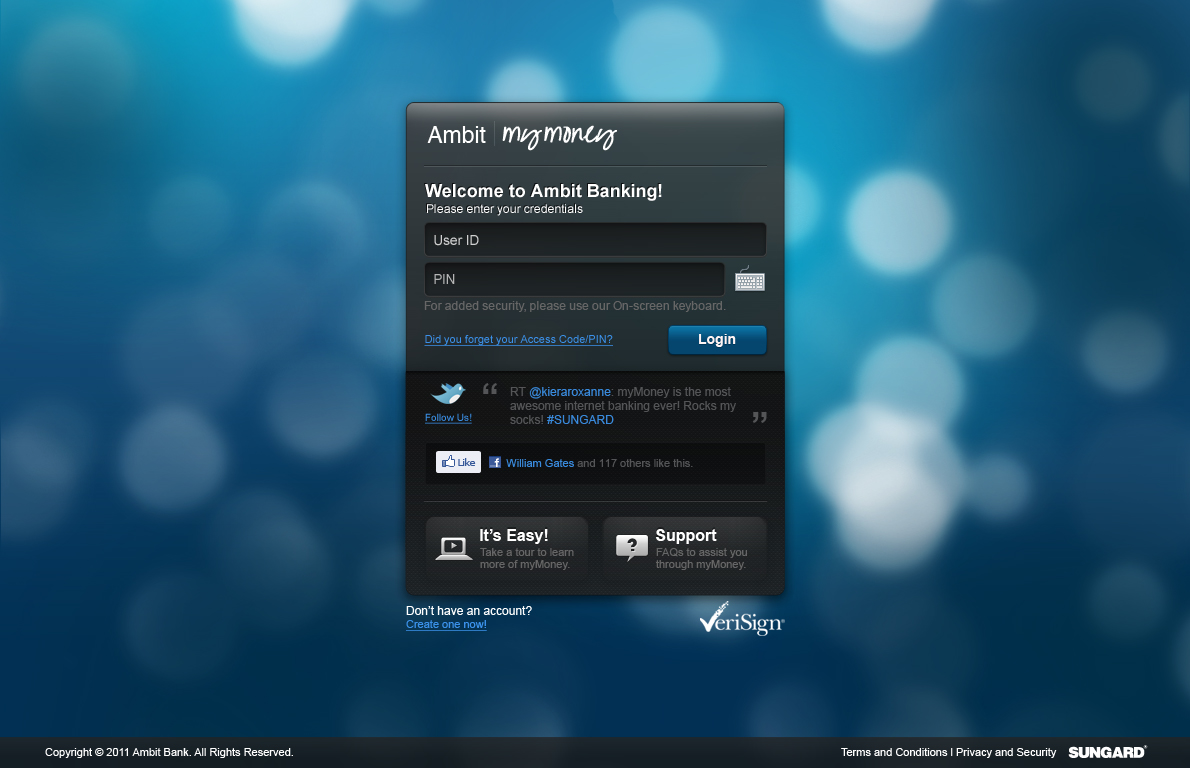 Ambit | mymoney
Welcome to Ambit Banking!
Please enter your credentials
User ID
PIN
For added security, please use our On-screen keyboard.
Did you forget your Access Code/PIN?
Login
Follow Us!
“ RT @kieraroxanne: myMoney is the most
awesome internet banking ever! Rocks my
socks! #SUNGARD ”
Like
William Gates and 117 others like this.
It's Easy!
Take a tour to learn
more of myMoney.
Support
FAQs to assist you
through myMoney.
Don't have an account?
Create one now!
VeriSign®
Copyright © 2011 Ambit Bank. All Rights Reserved.
Terms and Conditions | Privacy and Security
SUNGARD®